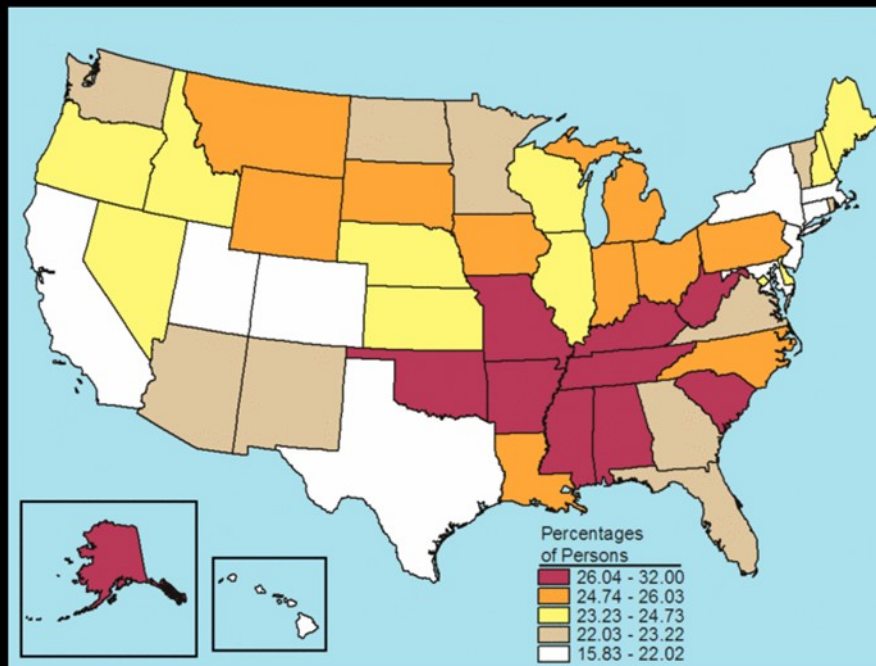 Percentages
of Persons
26.04 - 32.00
24.74 - 26.03
23.23 - 24.73
22.03 - 23.22
15.83 - 22.02